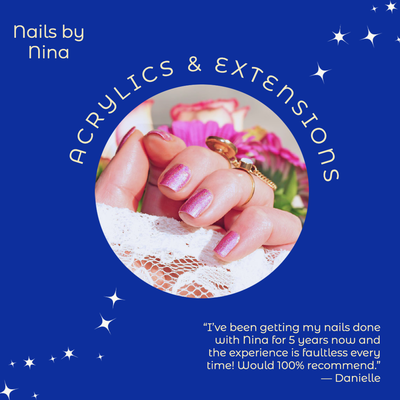 Nails by
Nina
ACRYLICS & EXTENSIONS
“I’ve been getting my nails done
with Nina for 5 years now and
the experience is faultless every
time! Would 100% recommend.”
— Danielle